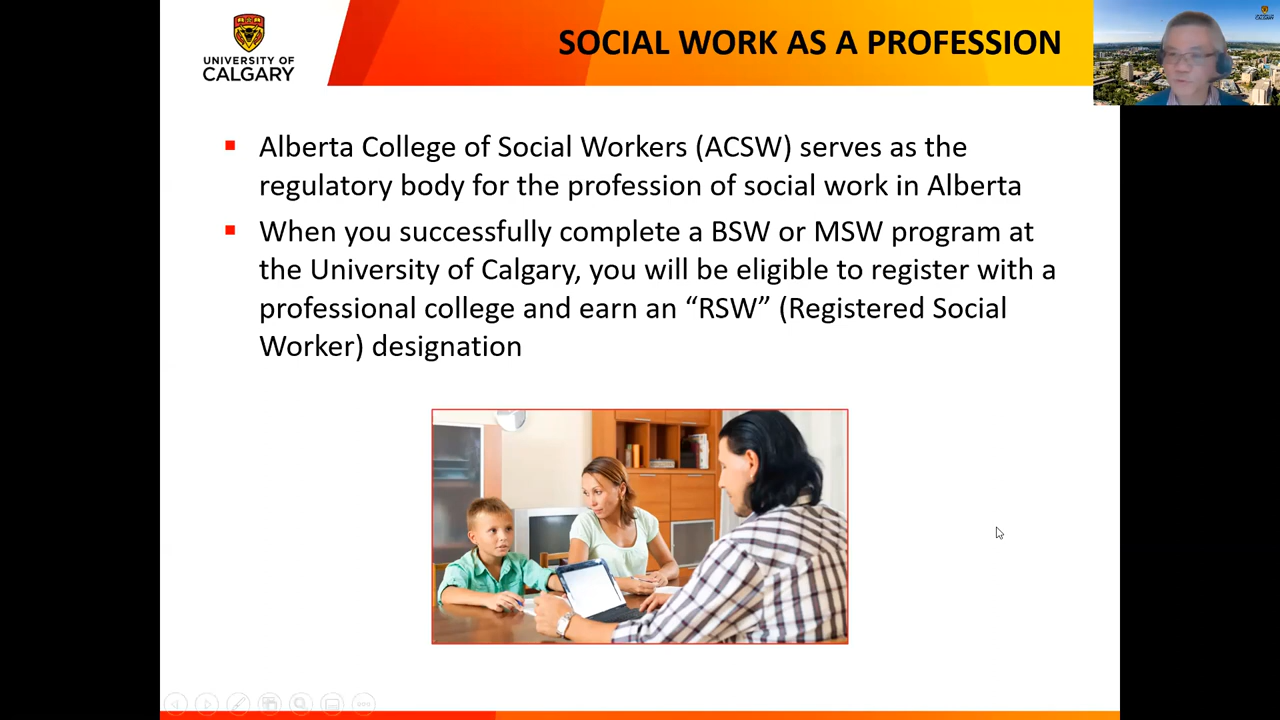 UNIVERSITY OF
CALGARY
SOCIAL WORK AS A PROFESSION
▪ Alberta College of Social Workers (ACSW) serves as the
regulatory body for the profession of social work in Alberta
▪ When you successfully complete a BSW or MSW program at
the University of Calgary, you will be eligible to register with a
professional college and earn an “RSW” (Registered Social
Worker) designation